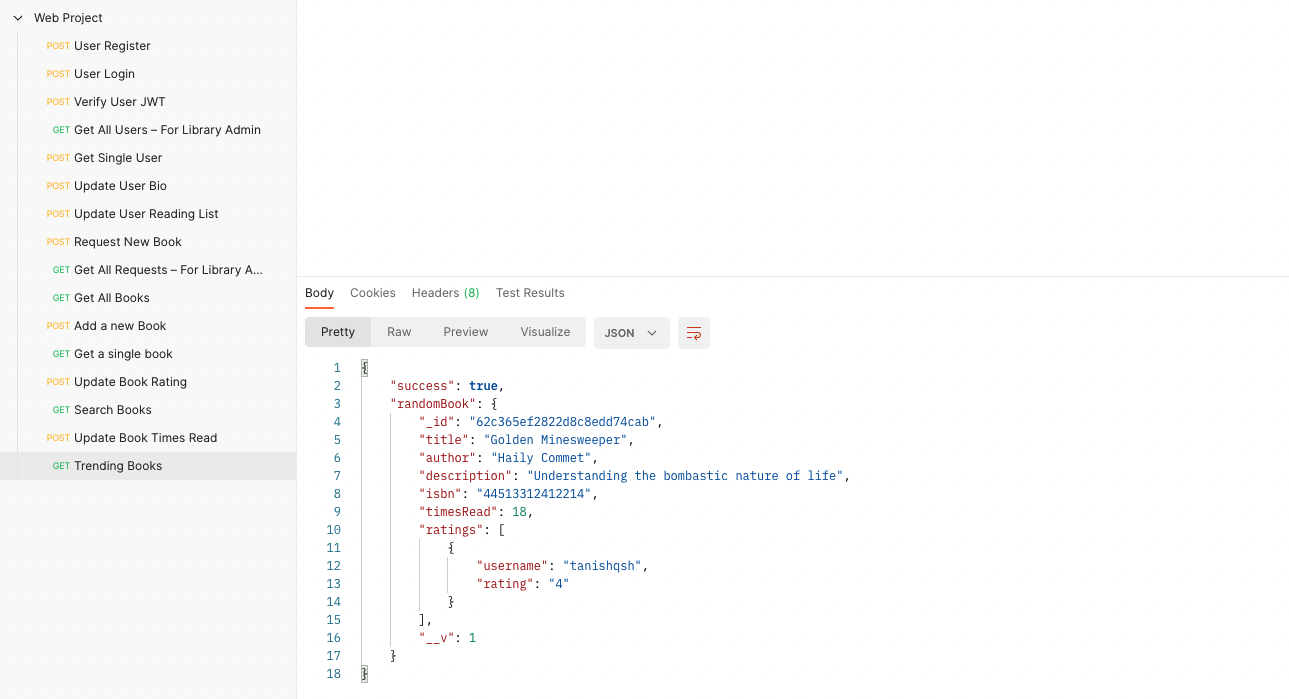 Web Project
POST User Register
POST User Login
POST Verify User JWT
GET Get All Users – For Library Admin
POST Get Single User
POST Update User Bio
POST Update User Reading List
POST Request New Book
GET Get All Requests – For Library A...
GET Get All Books
POST Add a new Book
GET Get a single book
POST Update Book Rating
GET Search Books
POST Update Book Times Read
GET Trending Books
Body Cookies Headers (8) Test Results
Pretty Raw Preview Visualize JSON
1 {
2 "success": true,
3 "randomBook": {
4 "_id": "62c365ef2822d8c8edd74cab",
5 "title": "Golden Minesweeper",
6 "author": "Haily Commet",
7 "description": "Understanding the bombastic nature of life",
8 "isbn": "44513312412214",
9 "timesRead": 18,
10 "ratings": [
11 {
12 "username": "tanishqsh",
13 "rating": "4"
14 }
15 ],
16 "__v": 1
17 }
18 }